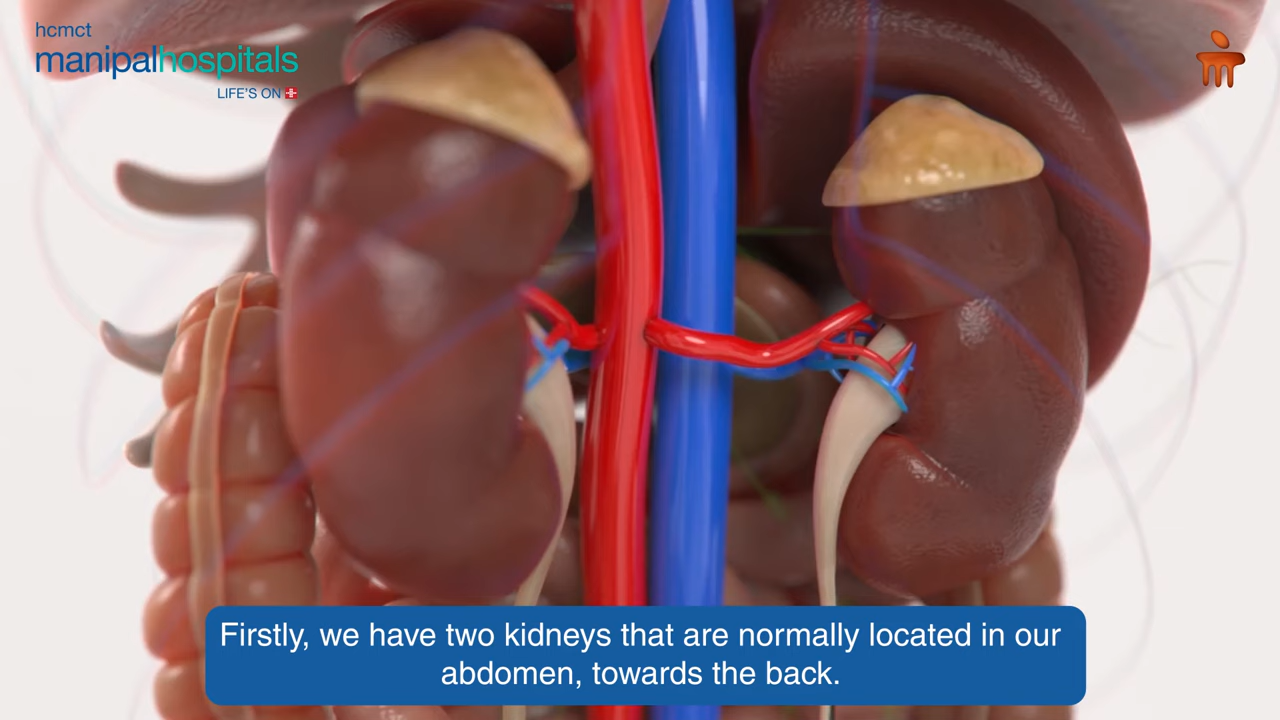 hcmct
manipalhospitals
LIFE'S ON
Firstly, we have two kidneys that are normally located in our
abdomen, towards the back.